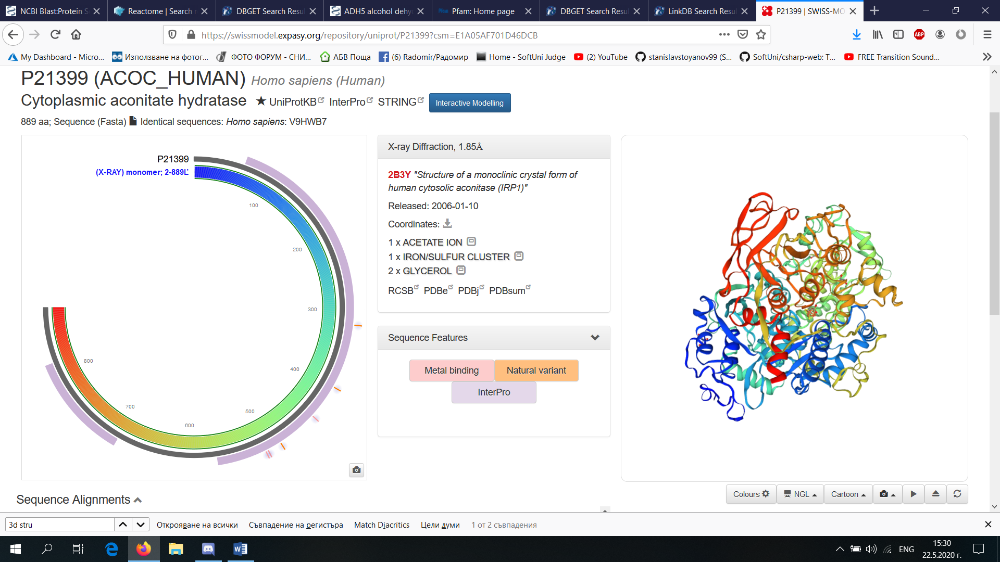 NCBI Blast:Protein S
Reactome | Search r
DBGET Search Resul
ADH5 alcohol dehy
Pfam: Home page
DBGET Search Resul
LinkDB Search Resul
P21399 | SWISS-MO
https://swissmodel.expasy.org/repository/uniprot/P21399?csm=E1A05AF701D46DCB
ABP
My Dashboard - Micro...
Използване на фотог...
ФОТО ФОРУМ - СНИ...
АБВ Поща
(6) Radomir/Радомир
Home - SoftUni Judge
(2) YouTube
stanislavstoyanov99 (S...
SoftUni/csharp-web: T...
FREE Transition Sound...
P21399 (ACOC_HUMAN) Homo sapiens (Human)
Cytoplasmic aconitate hydratase ★ UniProtKB InterPro STRING Interactive Modelling
889 aa; Sequence (Fasta) Identical sequences: Homo sapiens: V9HWB7
P21399
(X-RAY) monomer; 2-889Ľ
100
200
300
400
500
600
700
800
X-ray Diffraction, 1.85Å
2B3Y "Structure of a monoclinic crystal form of
human cytosolic aconitase (IRP1)"
Released: 2006-01-10
Coordinates:
1 x ACETATE ION
1 x IRON/SULFUR CLUSTER
2 x GLYCEROL
RCSB PDBe PDBj PDBsum
Sequence Features
Metal binding
Natural variant
InterPro
Colours
NGL
Cartoon
Sequence Alignments
3d stru
Открояване на всички
Съвпадение на регистъра
Match Diacritics
Цели думи
1 от 2 съвпадения
ENG
15:30
22.5.2020 г.